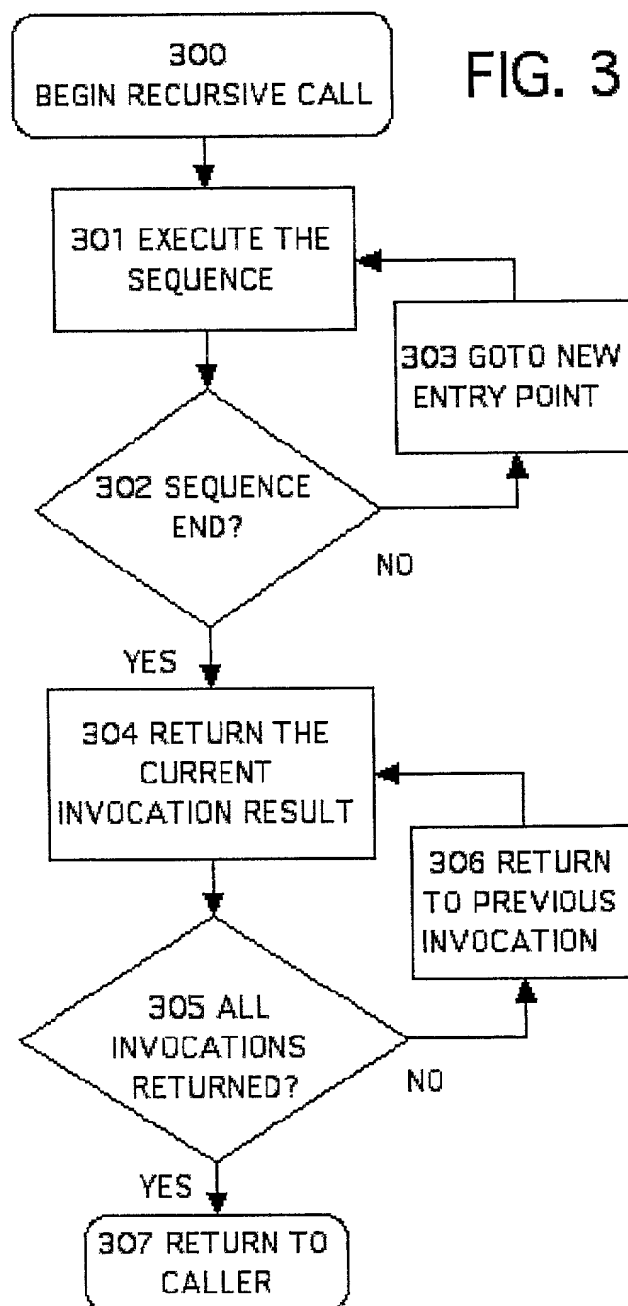 300
BEGIN RECURSIVE CALL
FIG. 3
301 EXECUTE THE
SEQUENCE
303 GOTO NEW
ENTRY POINT
302 SEQUENCE
END?
NO
YES
304 RETURN THE
CURRENT
INVOCATION RESULT
306 RETURN
TO PREVIOUS
INVOCATION
305 ALL
INVOCATIONS
RETURNED?
NO
YES
307 RETURN TO
CALLER